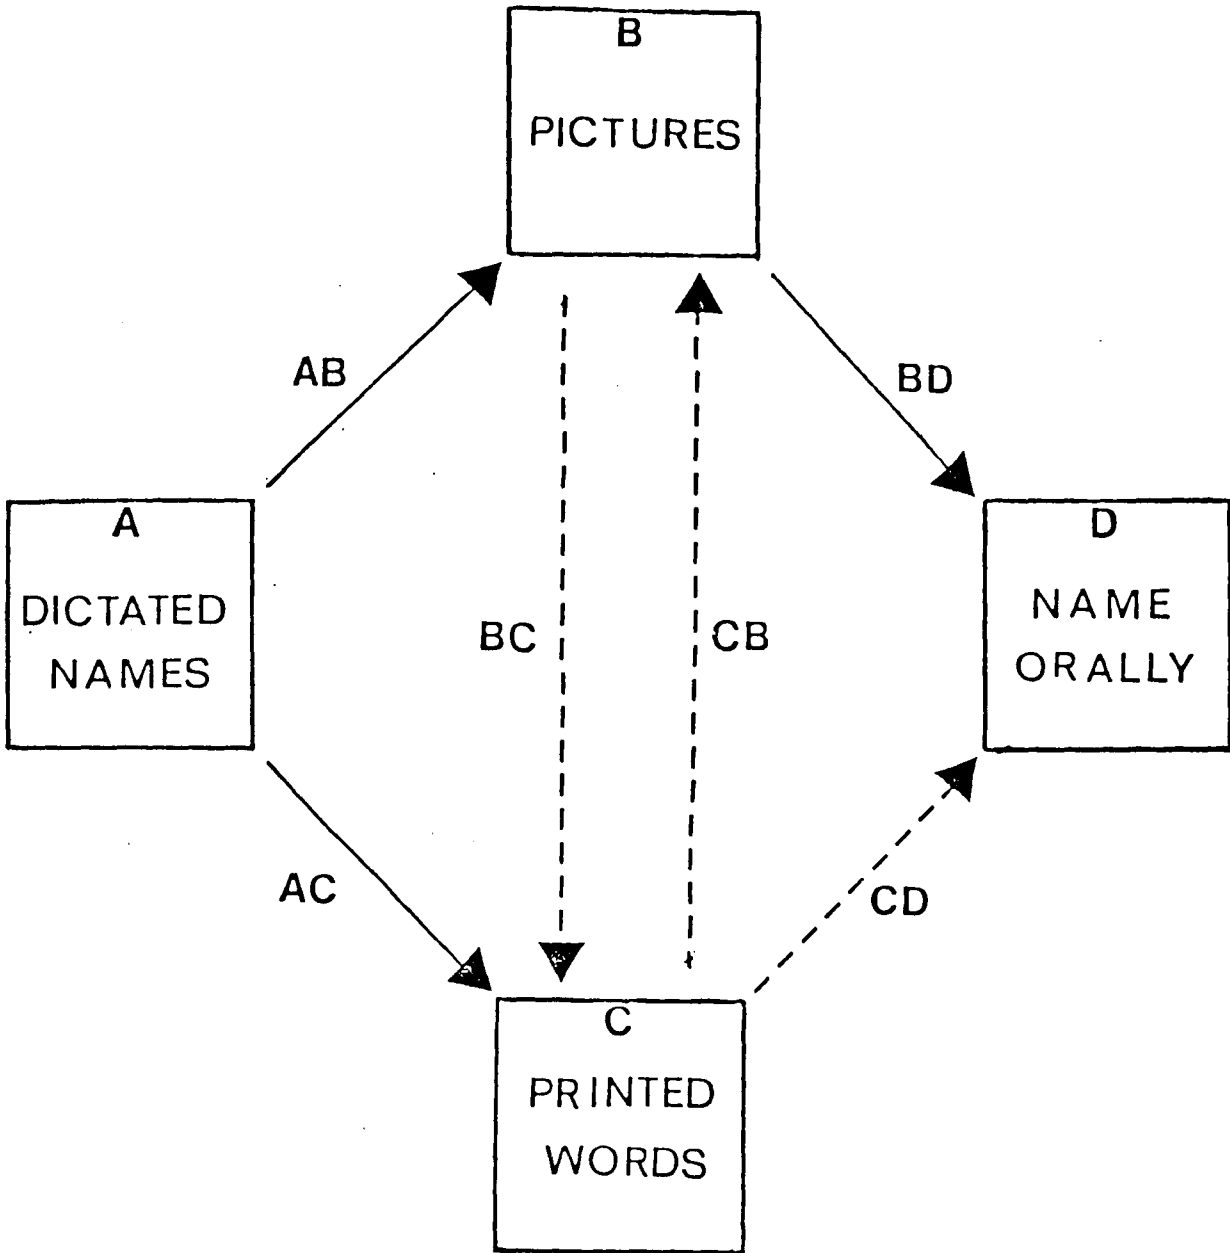 B
PICTURES
AB
BD
A
DICTATED
NAMES
BC
CB
D
NAME
ORALLY
AC
CD
C
PRINTED
WORDS